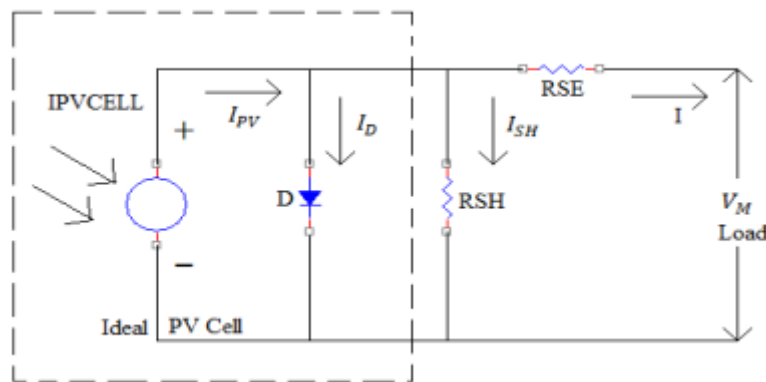 IPVCELL
I_PV
I_D
I_SH
RSE
I
+
D
RSH
V_M
Load
−
Ideal
PV Cell